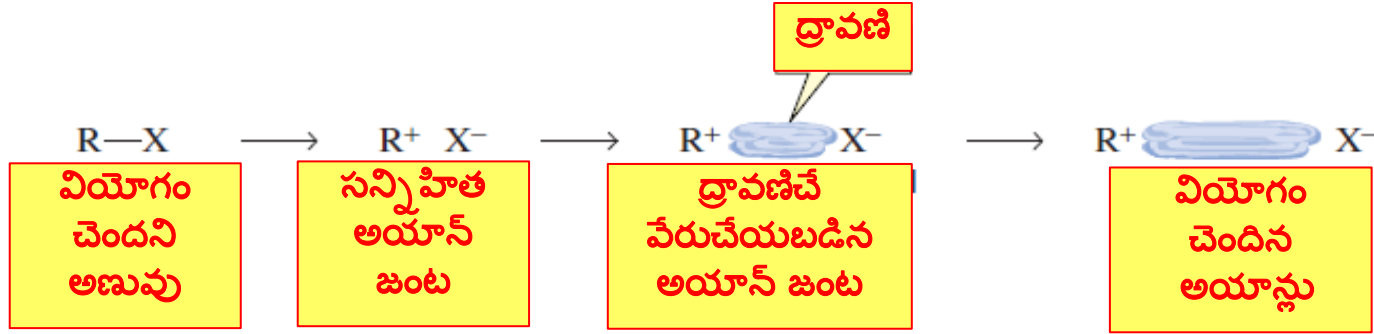 ద్రావణి
R—X ⟶ R⁺ X⁻ ⟶ R⁺ X⁻ ⟶ R⁺ X⁻
వియోగం
చెందని
అణువు
సన్నిహిత
అయాన్
జంట
ద్రావణిచే
వేరుచేయబడిన
అయాన్ జంట
వియోగం
చెందిన
అయాన్లు